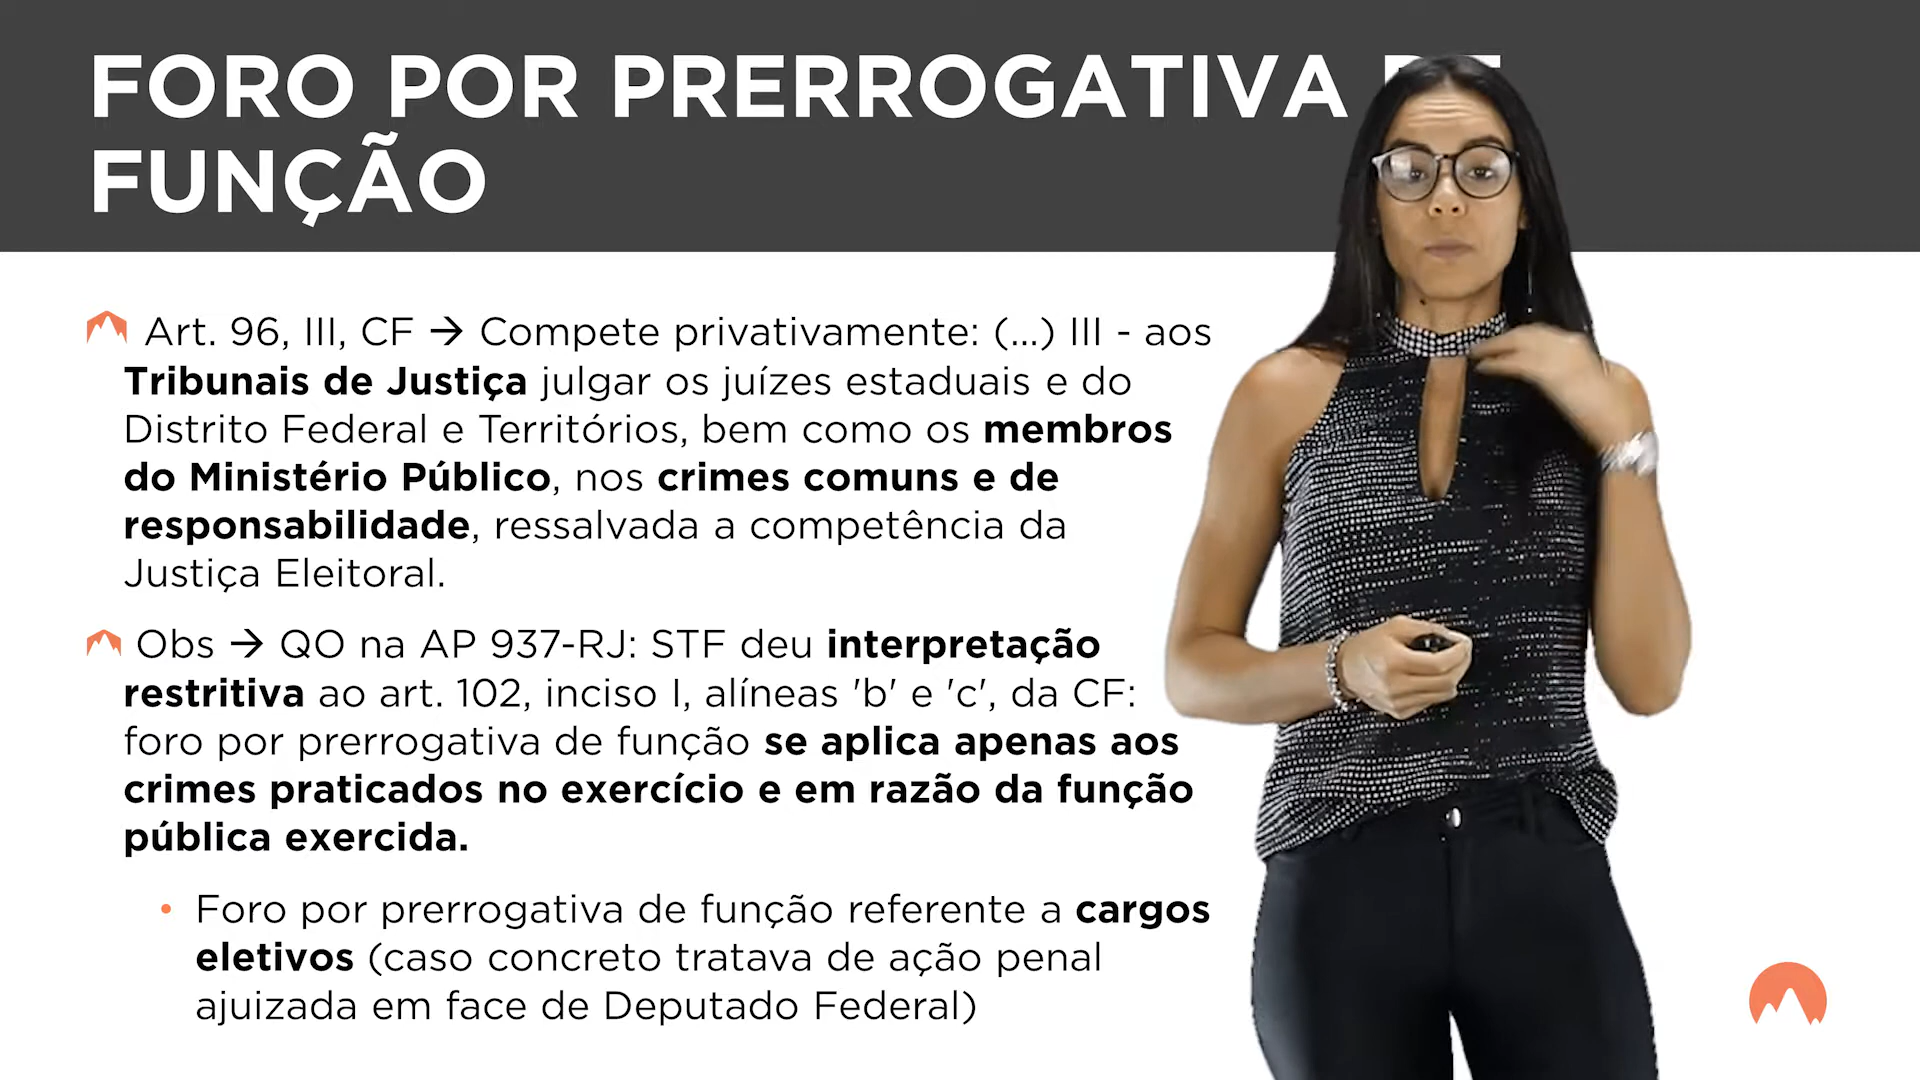 FORO POR PRERROGATIVA
FUNÇÃO
Art. 96, III, CF → Compete privativamente: (...) III - aos
Tribunais de Justiça julgar os juízes estaduais e do
Distrito Federal e Territórios, bem como os membros
do Ministério Público, nos crimes comuns e de
responsabilidade, ressalvada a competência da
Justiça Eleitoral.
Obs → QO na AP 937-RJ: STF deu interpretação
restritiva ao art. 102, inciso I, alíneas 'b' e 'c', da CF:
foro por prerrogativa de função se aplica apenas aos
crimes praticados no exercício e em razão da função
pública exercida.
• Foro por prerrogativa de função referente a cargos
eletivos (caso concreto tratava de ação penal
ajuizada em face de Deputado Federal)